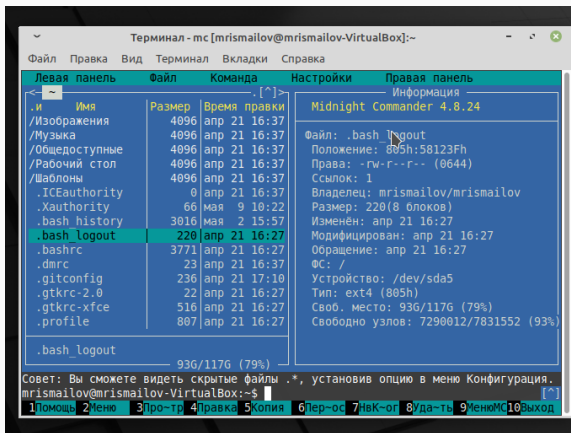 Терминал - mc [mrismailov@mrismailov-VirtualBox]:~
Файл Правка Вид Терминал Вкладки Справка
Левая панель Файл Команда Настройки Правая панель
<- ~ .[^]>
.и Имя Размер Время правки
/Изображения 4096 апр 21 16:37
/Музыка 4096 апр 21 16:37
/Общедоступные 4096 апр 21 16:37
/Рабочий стол 4096 апр 21 16:37
/Шаблоны 4096 апр 21 16:37
.ICEauthority 0 апр 21 16:37
.Xauthority 66 мая 9 10:22
.bash_history 3016 мая 2 15:57
.bash_logout 220 апр 21 16:27
.bashrc 3771 апр 21 16:27
.dmrc 23 апр 21 16:37
.gitconfig 236 апр 21 17:10
.gtkrc-2.0 22 апр 21 16:27
.gtkrc-xfce 516 апр 21 16:27
.profile 807 апр 21 16:27
.bash_logout
93G/117G (79%)
Информация
Midnight Commander 4.8.24
Файл: .bash_logout
Положение: 805h:58123Fh
Права: -rw-r--r-- (0644)
Ссылок: 1
Владелец: mrismailov/mrismailov
Размер: 220(8 блоков)
Изменён: апр 21 16:27
Модифицирован: апр 21 16:27
Обращение: апр 21 16:27
ФС: /
Устройство: /dev/sda5
Тип: ext4 (805h)
Своб. место: 93G/117G (79%)
Свободно узлов: 7290012/7831552 (93%)
Совет: Вы сможете видеть скрытые файлы .*, установив опцию в меню Конфигурация.
mrismailov@mrismailov-VirtualBox:~$ [^]
1Помощь 2Меню 3Про~тр 4Правка 5Копия 6Пер~ос 7НвК~ог 8Уда~ть 9МенюMC 10Выход